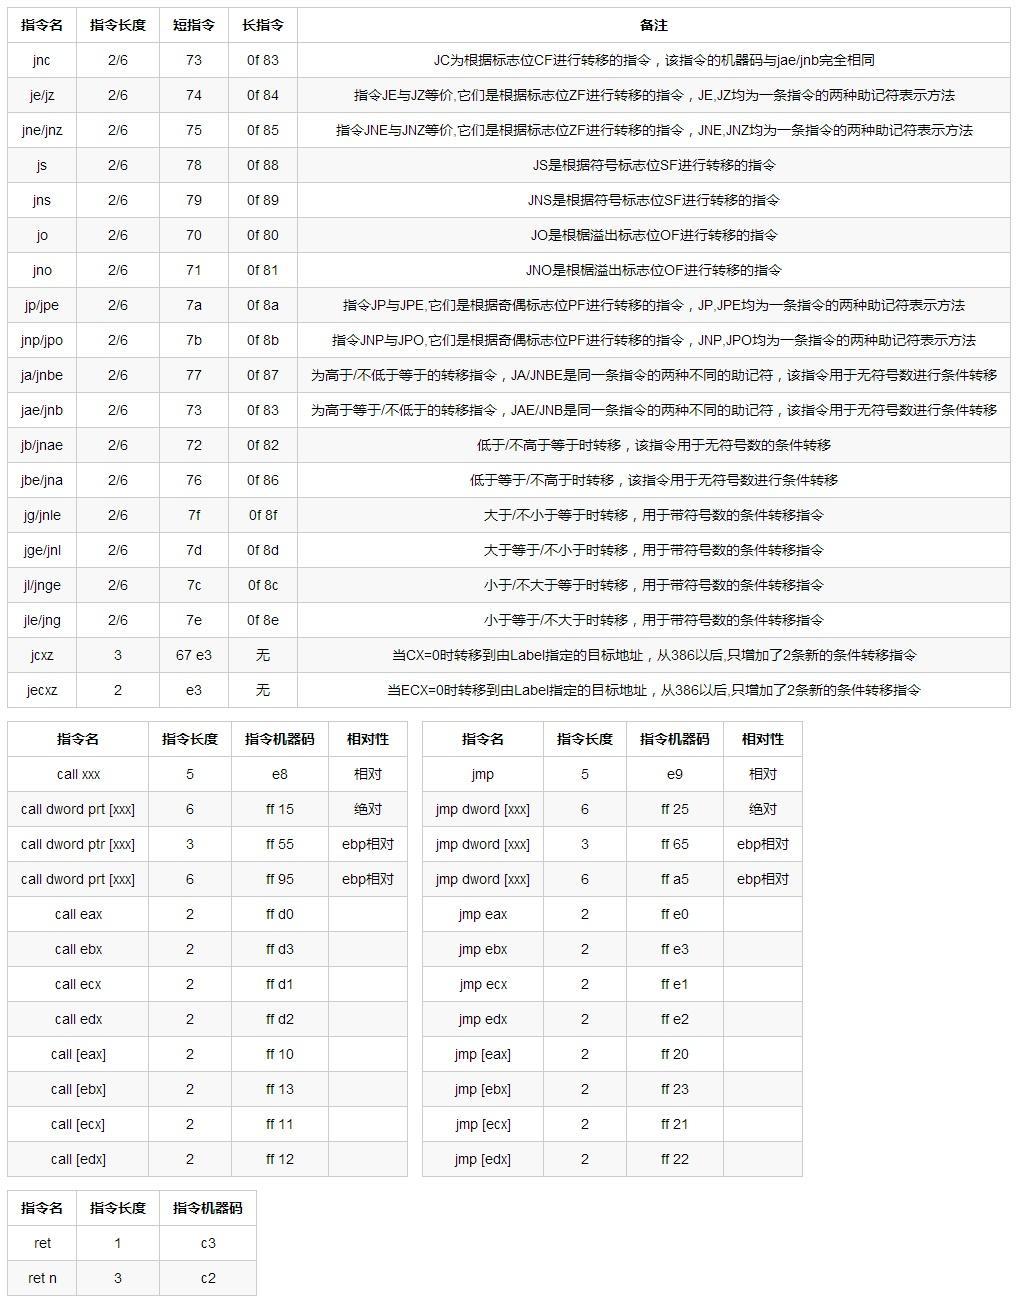 指令名 指令长度 短指令 长指令 备注
jnc 2/6 73 0f 83 JC为根据标志位CF进行转移的指令，该指令的机器码与jae/jnb完全相同
je/jz 2/6 74 0f 84 指令JE与JZ等价,它们是根据标志位ZF进行转移的指令，JE,JZ均为一条指令的两种助记符表示方法
jne/jnz 2/6 75 0f 85 指令JNE与JNZ等价,它们是根据标志位ZF进行转移的指令，JNE,JNZ均为一条指令的两种助记符表示方法
js 2/6 78 0f 88 JS是根据符号标志位SF进行转移的指令
jns 2/6 79 0f 89 JNS是根据符号标志位SF进行转移的指令
jo 2/6 70 0f 80 JO是根椐溢出标志位OF进行转移的指令
jno 2/6 71 0f 81 JNO是根椐溢出标志位OF进行转移的指令
jp/jpe 2/6 7a 0f 8a 指令JP与JPE,它们是根据奇偶标志位PF进行转移的指令，JP,JPE均为一条指令的两种助记符表示方法
jnp/jpo 2/6 7b 0f 8b 指令JNP与JPO,它们是根据奇偶标志位PF进行转移的指令，JNP,JPO均为一条指令的两种助记符表示方法
ja/jnbe 2/6 77 0f 87 为高于/不低于等于的转移指令，JA/JNBE是同一条指令的两种不同的助记符，该指令用于无符号数进行条件转移
jae/jnb 2/6 73 0f 83 为高于等于/不低于的转移指令，JAE/JNB是同一条指令的两种不同的助记符，该指令用于无符号数进行条件转移
jb/jnae 2/6 72 0f 82 低于/不高于等于时转移，该指令用于无符号数的条件转移
jbe/jna 2/6 76 0f 86 低于等于/不高于时转移，该指令用于无符号数进行条件转移
jg/jnle 2/6 7f 0f 8f 大于/不小于等于时转移，用于带符号数的条件转移指令
jge/jnl 2/6 7d 0f 8d 大于等于/不小于时转移，用于带符号数的条件转移指令
jl/jnge 2/6 7c 0f 8c 小于/不大于等于时转移，用于带符号数的条件转移指令
jle/jng 2/6 7e 0f 8e 小于等于/不大于时转移，用于带符号数的条件转移指令
jcxz 3 67 e3 无 当CX=0时转移到由Label指定的目标地址，从386以后,只增加了2条新的条件转移指令
jecxz 2 e3 无 当ECX=0时转移到由Label指定的目标地址，从386以后,只增加了2条新的条件转移指令
指令名 指令长度 指令机器码 相对性
call xxx 5 e8 相对
call dword prt [xxx] 6 ff 15 绝对
call dword ptr [xxx] 3 ff 55 ebp相对
call dword prt [xxx] 6 ff 95 ebp相对
call eax 2 ff d0
call ebx 2 ff d3
call ecx 2 ff d1
call edx 2 ff d2
call [eax] 2 ff 10
call [ebx] 2 ff 13
call [ecx] 2 ff 11
call [edx] 2 ff 12
指令名 指令长度 指令机器码 相对性
jmp 5 e9 相对
jmp dword [xxx] 6 ff 25 绝对
jmp dword [xxx] 3 ff 65 ebp相对
jmp dword [xxx] 6 ff a5 ebp相对
jmp eax 2 ff e0
jmp ebx 2 ff e3
jmp ecx 2 ff e1
jmp edx 2 ff e2
jmp [eax] 2 ff 20
jmp [ebx] 2 ff 23
jmp [ecx] 2 ff 21
jmp [edx] 2 ff 22
指令名 指令长度 指令机器码
ret 1 c3
ret n 3 c2